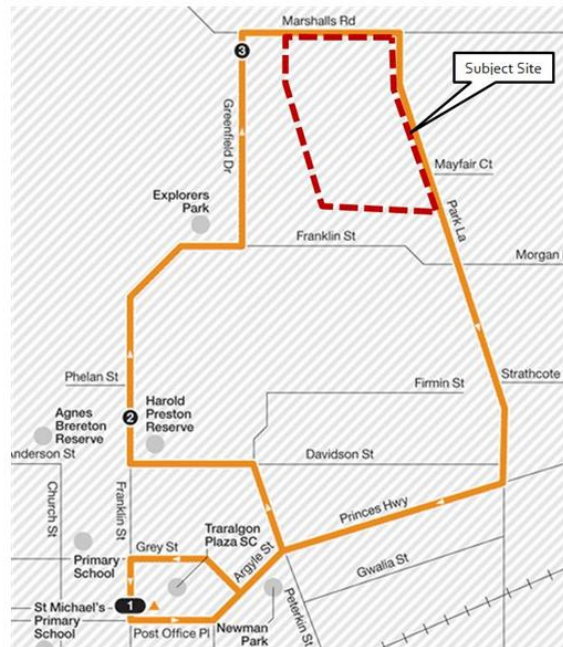 Marshalls Rd
3
Subject Site
Greenfield Dr
Mayfair Ct
Explorers
Park
Park La
Franklin St
Morgan
Phelan St
Strathcote
Firmin St
2
Harold
Preston
Reserve
Agnes
Brereton
Reserve
Anderson St
Davidson St
Church St
Franklin St
Princes Hwy
Traralgon
Plaza SC
Grey St
Argyle St
Primary
School
Gwalia St
1
St Michael's
Primary
School
Post Office Pl
Newman
Park
Peterkin St